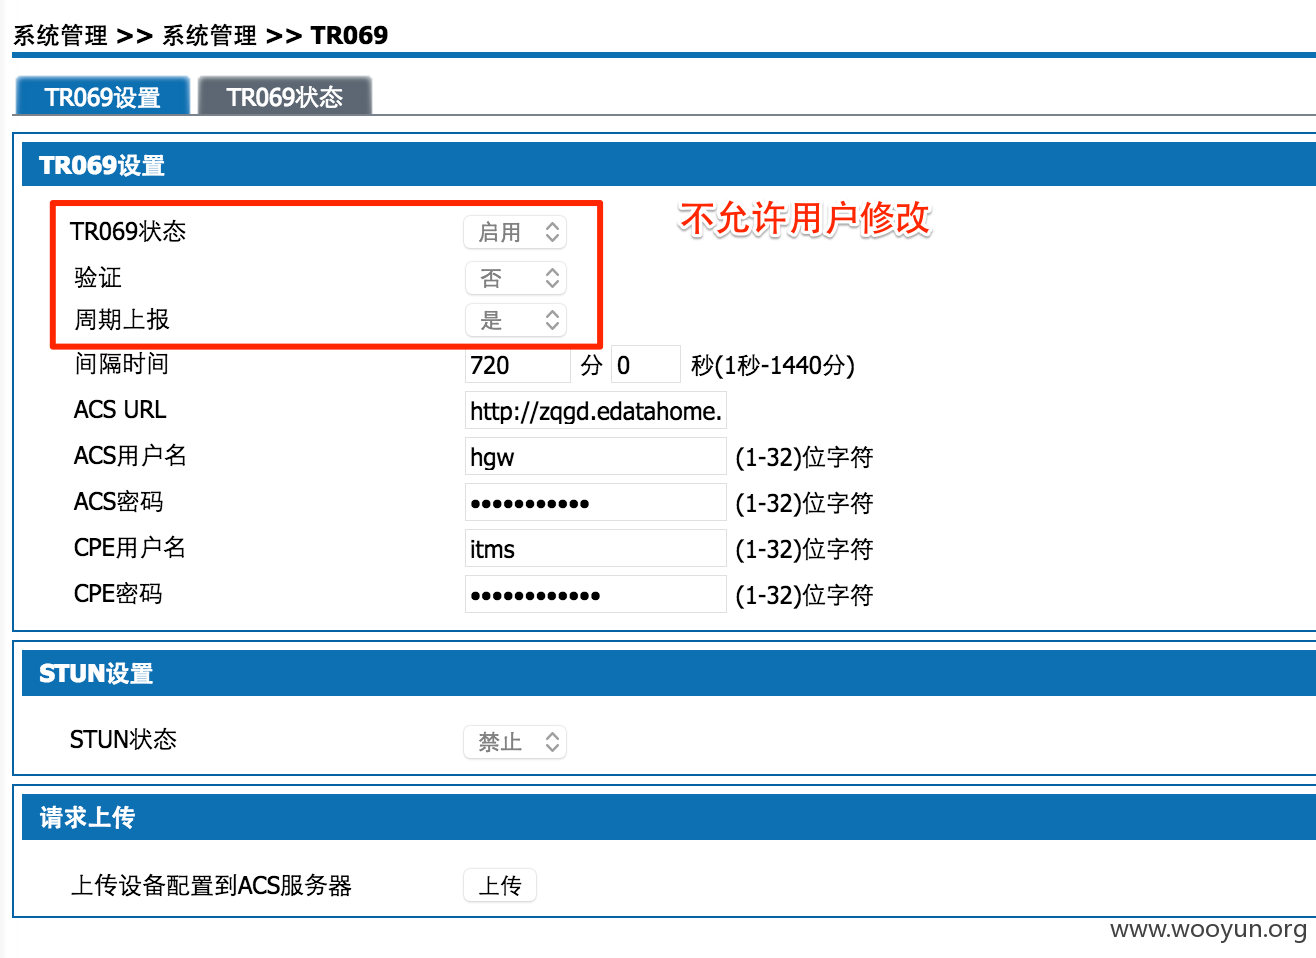 系统管理 >> 系统管理 >> TR069
TR069设置 TR069状态
TR069设置
不允许用户修改
TR069状态 启用
验证 否
周期上报 是
间隔时间 720 分 0 秒(1秒-1440分)
ACS URL http://zqgd.edatahome.
ACS用户名 hgw (1-32)位字符
ACS密码 ••••••••••• (1-32)位字符
CPE用户名 itms (1-32)位字符
CPE密码 •••••••••••• (1-32)位字符
STUN设置
STUN状态 禁止
请求上传
上传设备配置到ACS服务器 上传
www.wooyun.org